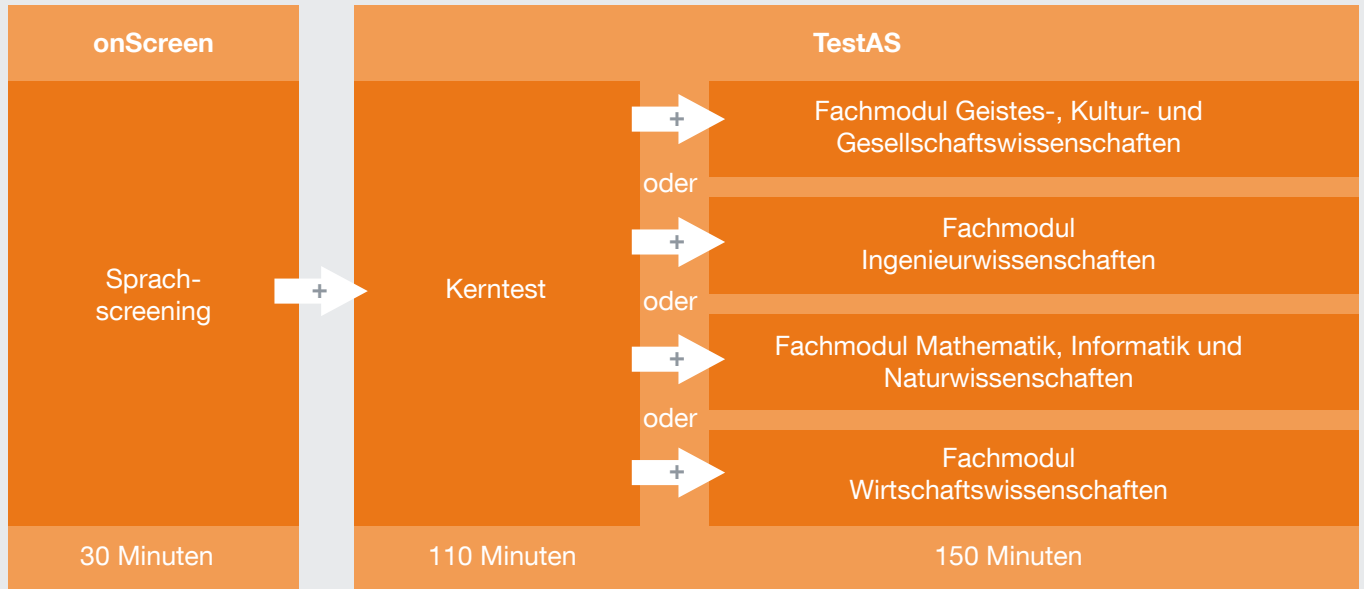 onScreen
TestAS
Sprach-
screening
+
Kerntest
+
Fachmodul Geistes-, Kultur- und
Gesellschaftswissenschaften
oder
+
Fachmodul
Ingenieurwissenschaften
oder
+
Fachmodul Mathematik, Informatik und
Naturwissenschaften
oder
+
Fachmodul
Wirtschaftswissenschaften
30 Minuten
110 Minuten
150 Minuten